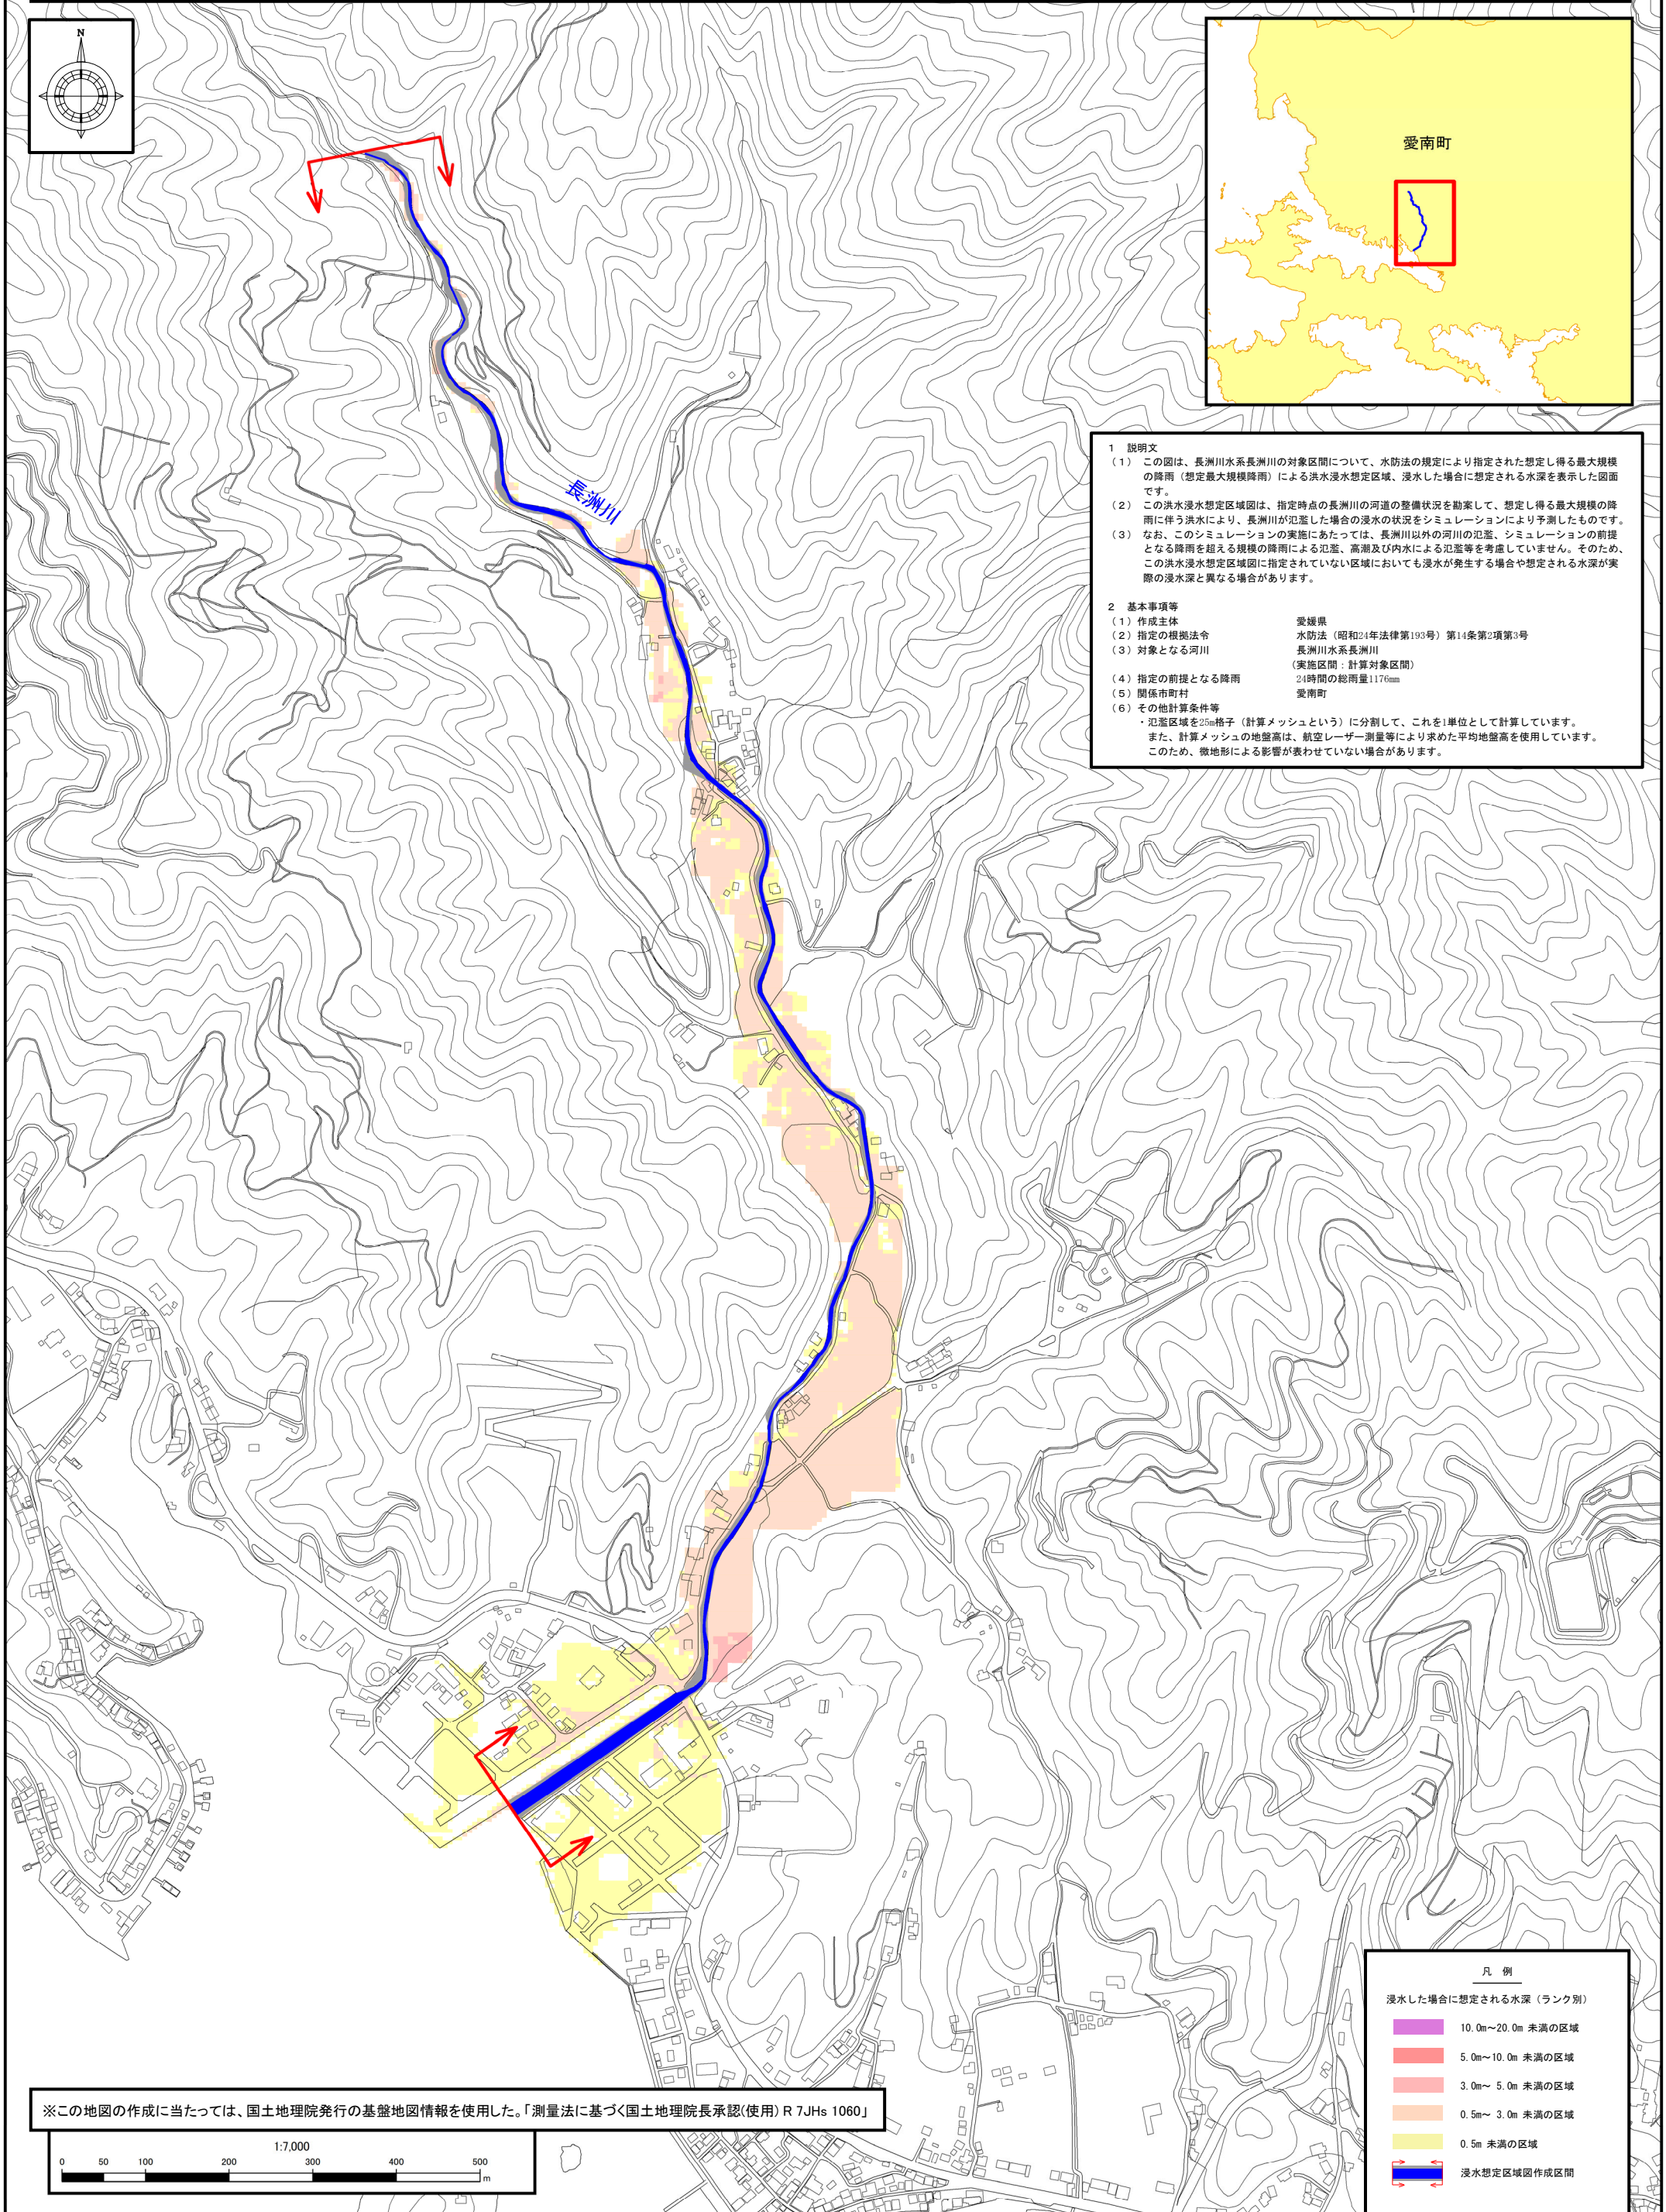 N
愛南町
長洲川
1 説明文
(1) この図は、長洲川水系長洲川の対象区間について、水防法の規定により指定された想定し得る最大規模
の降雨（想定最大規模降雨）による洪水浸水想定区域、浸水した場合に想定される水深を表示した図面
です。
(2) この洪水浸水想定区域図は、指定時点の長洲川の河道の整備状況を勘案して、想定し得る最大規模の降
雨に伴う洪水により、長洲川が氾濫した場合の浸水の状況をシミュレーションにより予測したものです。
(3) なお、このシミュレーションの実施にあたっては、長洲川以外の河川の氾濫、シミュレーションの前提
となる降雨を超える規模の降雨による氾濫、高潮及び内水による氾濫等を考慮していません。そのため、
この洪水浸水想定区域図に指定されていない区域においても浸水が発生する場合や想定される水深が実
際の浸水深と異なる場合があります。
2 基本事項等
(1) 作成主体 愛媛県
(2) 指定の根拠法令 水防法（昭和24年法律第193号）第14条第2項第3号
(3) 対象となる河川 長洲川水系長洲川
（実施区間：計算対象区間）
(4) 指定の前提となる降雨 24時間の総雨量1176mm
(5) 関係市町村 愛南町
(6) その他計算条件等
・氾濫区域を25m格子（計算メッシュという）に分割して、これを1単位として計算しています。
また、計算メッシュの地盤高は、航空レーザー測量等により求めた平均地盤高を使用しています。
このため、微地形による影響が表わせていない場合があります。
凡 例
浸水した場合に想定される水深（ランク別）
10.0m～20.0m 未満の区域
5.0m～10.0m 未満の区域
3.0m～ 5.0m 未満の区域
0.5m～ 3.0m 未満の区域
0.5m 未満の区域
浸水想定区域図作成区間
※この地図の作成に当たっては、国土地理院発行の基盤地図情報を使用した。「測量法に基づく国土地理院長承認(使用) R 7JHs 1060」
1:7,000
0 50 100 200 300 400 500
m